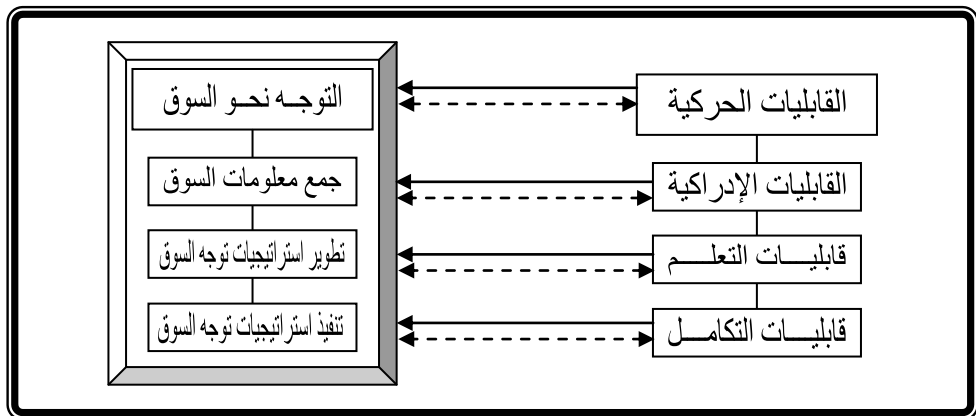 القابليات الحركية
القابليات الإدراكية
قابليات التعلم
قابليات التكامل
التوجه نحو السوق
جمع معلومات السوق
تطوير استراتيجيات توجه السوق
تنفيذ استراتيجيات توجه السوق